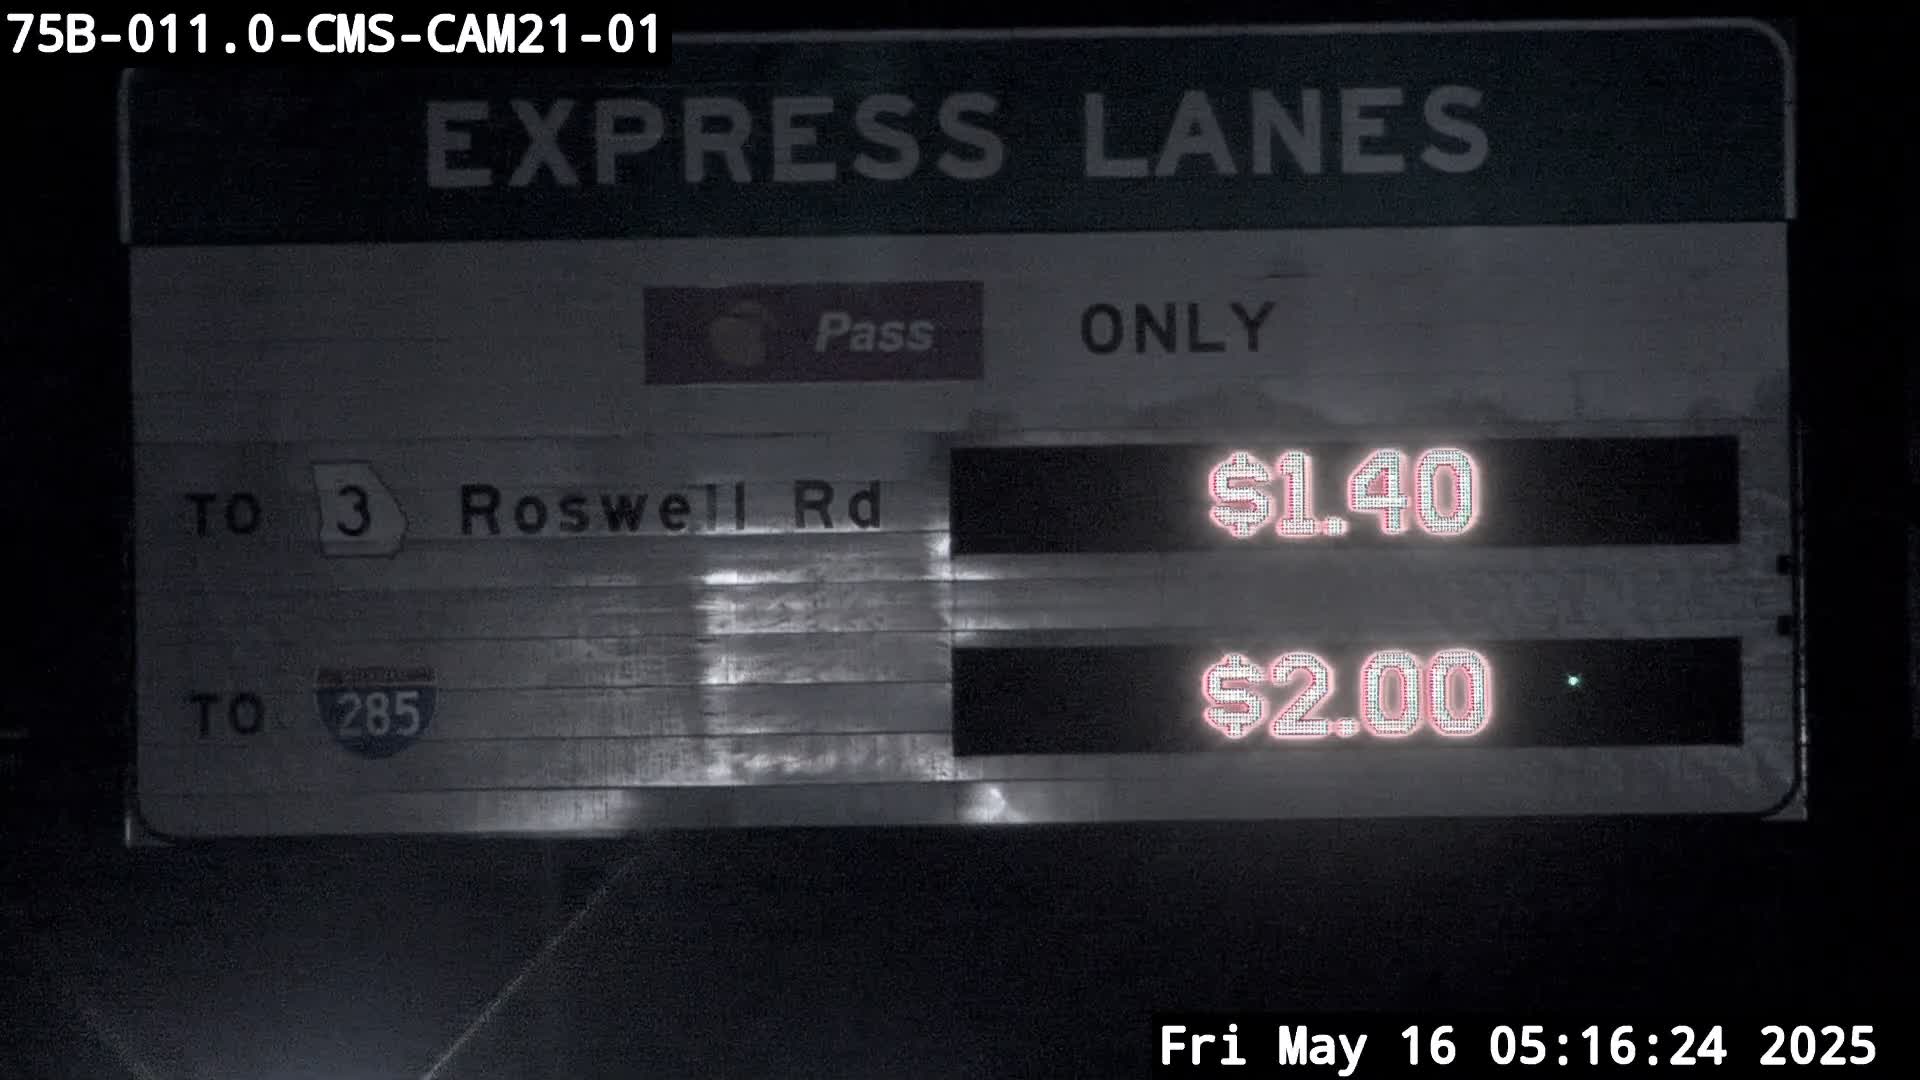 75B-011.0-CMS-CAM21-01
EXPRESS LANES
Pass ONLY
TO 3 Roswell Rd $1.40
TO 285 $2.00
Fri May 16 05:16:24 2025